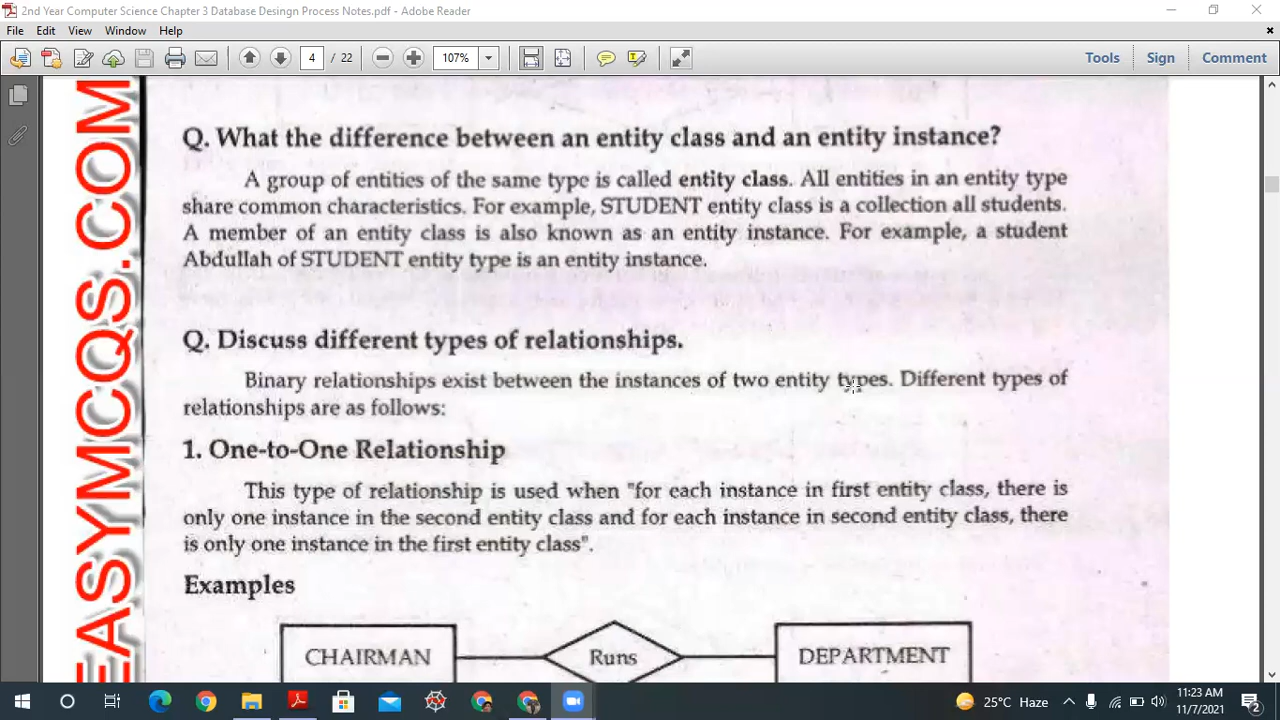 2nd Year Computer Science Chapter 3 Database Desingn Process Notes.pdf - Adobe Reader
File Edit View Window Help
4 / 22 107% Tools Sign Comment
Q. What the difference between an entity class and an entity instance?
A group of entities of the same type is called entity class. All entities in an entity type
share common characteristics. For example, STUDENT entity class is a collection all students.
A member of an entity class is also known as an entity instance. For example, a student
Abdullah of STUDENT entity type is an entity instance.
Q. Discuss different types of relationships.
Binary relationships exist between the instances of two entity types. Different types of
relationships are as follows:
1. One-to-One Relationship
This type of relationship is used when "for each instance in first entity class, there is
only one instance in the second entity class and for each instance in second entity class, there
is only one instance in the first entity class".
Examples
CHAIRMAN Runs DEPARTMENT
EASYMCQS.COM
25°C Haze 11:23 AM
11/7/2021 2